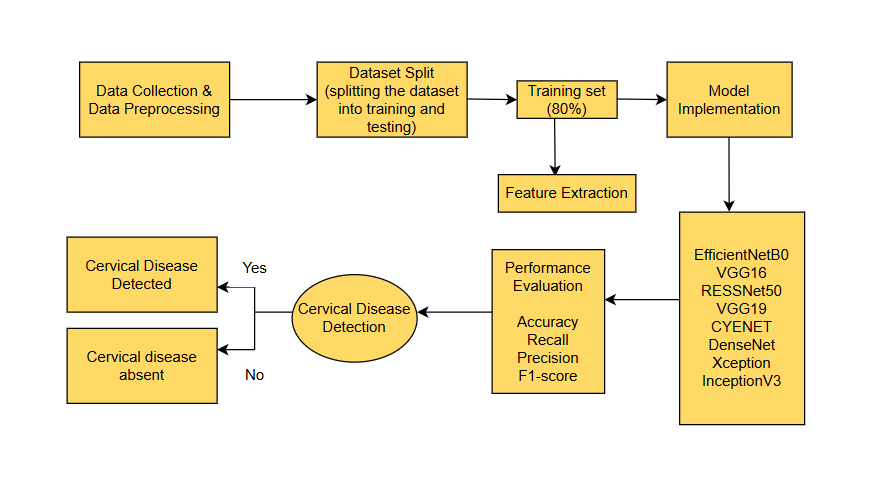 Data Collection &
Data Preprocessing
Dataset Split
(splitting the dataset
into training and
testing)
Training set
(80%)
Model
Implementation
Feature Extraction
EfficientNetB0
VGG16
RESSNet50
VGG19
CYENET
DenseNet
Xception
InceptionV3
Performance
Evaluation
Accuracy
Recall
Precision
F1-score
Cervical Disease
Detection
Yes
Cervical Disease
Detected
No
Cervical disease
absent